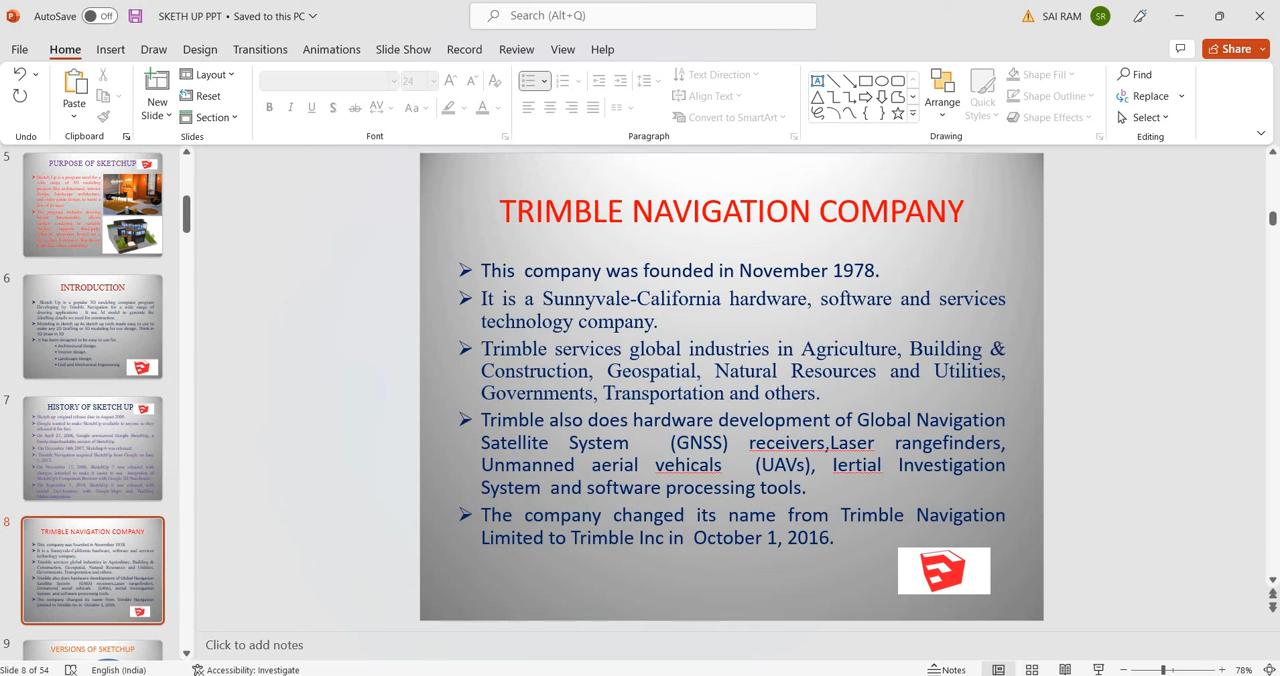 AutoSave Off SKETH UP PPT • Saved to this PC Search (Alt+Q) SAI RAM SR
File Home Insert Draw Design Transitions Animations Slide Show Record Review View Help Share
Paste New Slide Layout Reset Section 24 Text Direction Align Text Convert to SmartArt Arrange Quick Styles Shape Fill Shape Outline Shape Effects Find Replace Select
Undo Clipboard Slides Font Paragraph Drawing Editing
5
PURPOSE OF SKETCHUP
6
INTRODUCTION
7
HISTORY OF SKETCH UP
8
TRIMBLE NAVIGATION COMPANY
9
VERSIONS OF SKETCHUP
TRIMBLE NAVIGATION COMPANY
This company was founded in November 1978.
It is a Sunnyvale-California hardware, software and services
technology company.
Trimble services global industries in Agriculture, Building &
Construction, Geospatial, Natural Resources and Utilities,
Governments, Transportation and others.
Trimble also does hardware development of Global Navigation
Satellite System (GNSS) receivers,Laser rangefinders,
Unmanned aerial vehicals (UAVs), Iertial Investigation
System and software processing tools.
The company changed its name from Trimble Navigation
Limited to Trimble Inc in October 1, 2016.
Click to add notes
Slide 8 of 54 English (India) Accessibility: Investigate Notes 78%